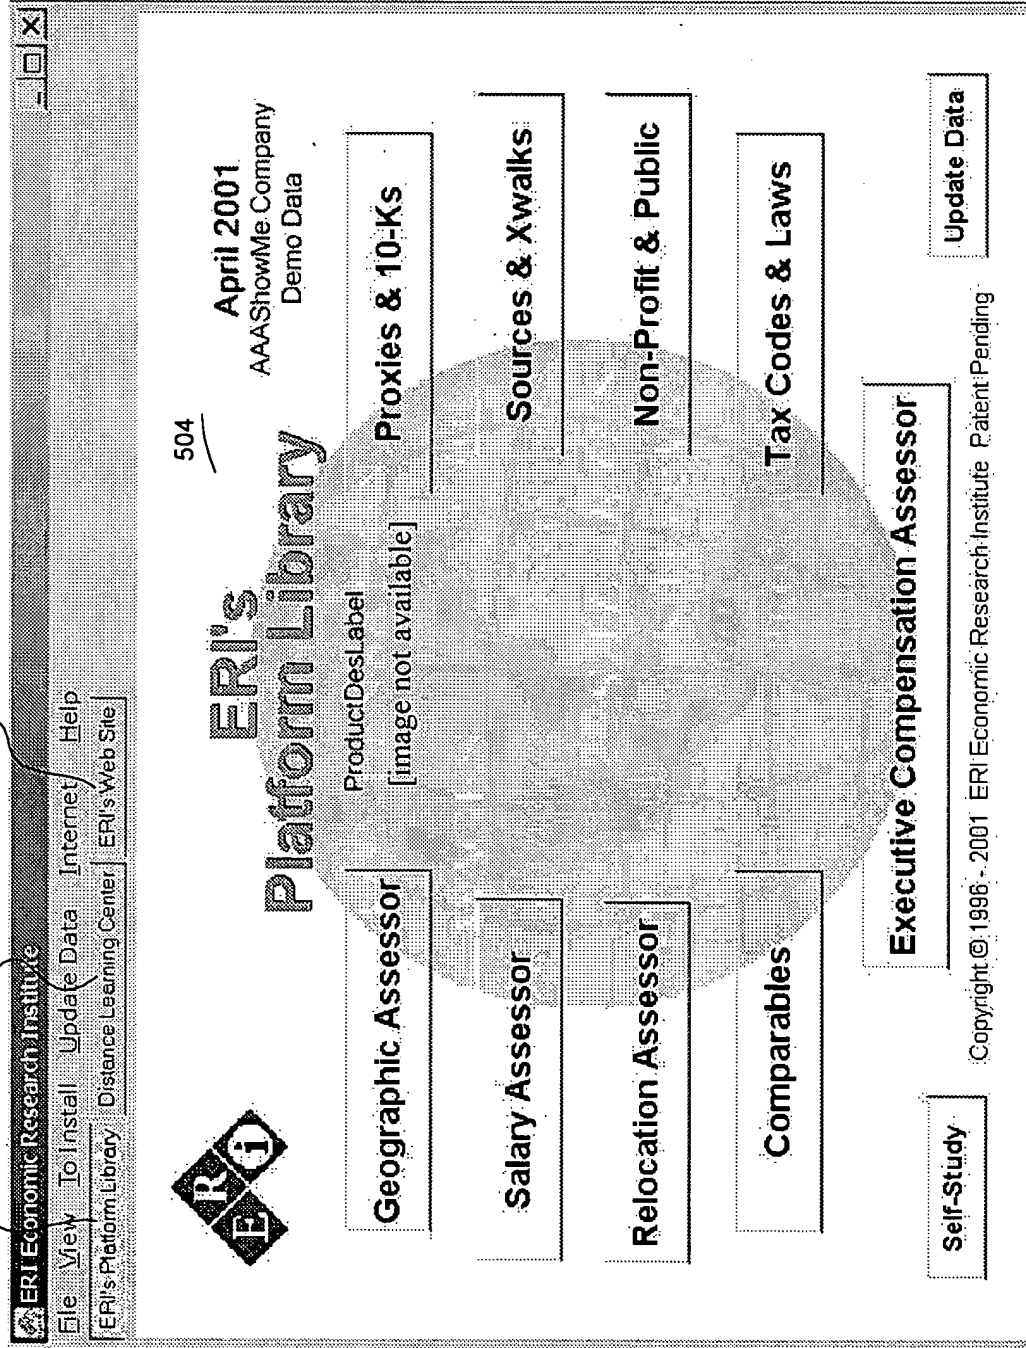 ERI Economic Research Institute
File View To Install Update Data Internet Help
ERI's Platform Library Distance Learning Center ERI's Web Site
504
ERi
ERI's
Platform Library
April 2001
AAAShowMe Company
Demo Data
ProductDesLabel
[image not available]
Geographic Assessor
Proxies & 10-Ks
Salary Assessor
Sources & Xwalks
Relocation Assessor
Non-Profit & Public
Comparables
Tax Codes & Laws
Executive Compensation Assessor
Self-Study
Update Data
Copyright © 1996 - 2001 ERI Economic Research Institute Patent Pending